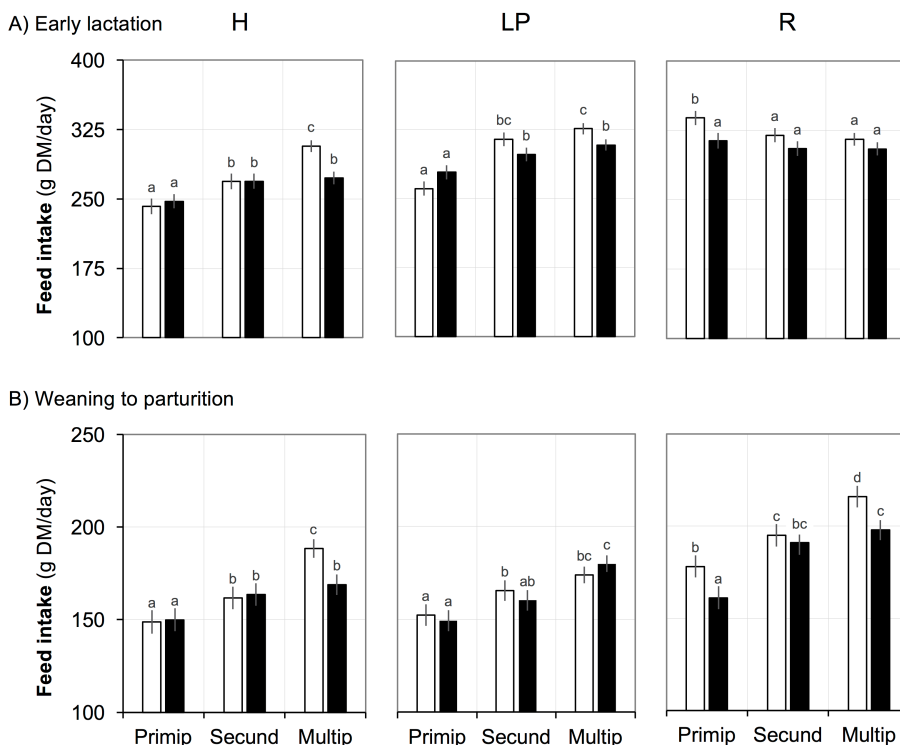 A) Early lactation
H LP R
400
325
250
175
100
Feed intake (g DM/day)
a a b b c b
a a bc b c b
b a a a a a
B) Weaning to parturition
250
200
150
100
Feed intake (g DM/day)
a a b b c b
a a b ab bc c
b a c bc d c
Primip Secund Multip Primip Secund Multip Primip Secund Multip